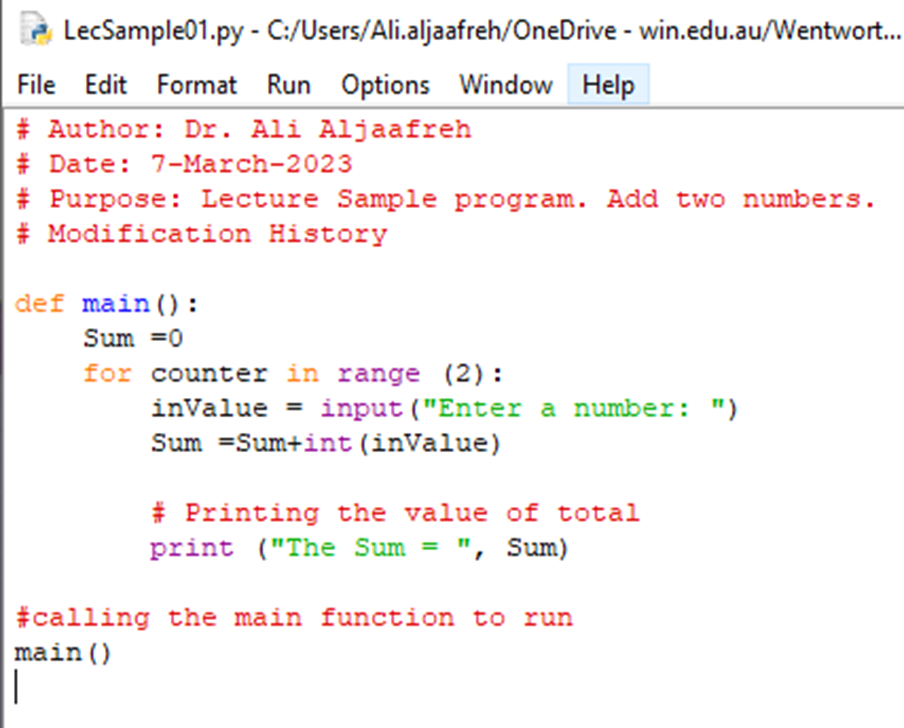 LecSample01.py - C:/Users/Ali.aljaafreh/OneDrive - win.edu.au/Wentwort...
File Edit Format Run Options Window Help
# Author: Dr. Ali Aljaafreh
# Date: 7-March-2023
# Purpose: Lecture Sample program. Add two numbers.
# Modification History
def main():
    Sum =0
    for counter in range (2):
        inValue = input("Enter a number: ")
        Sum =Sum+int(inValue)
        # Printing the value of total
        print ("The Sum = ", Sum)
#calling the main function to run
main()